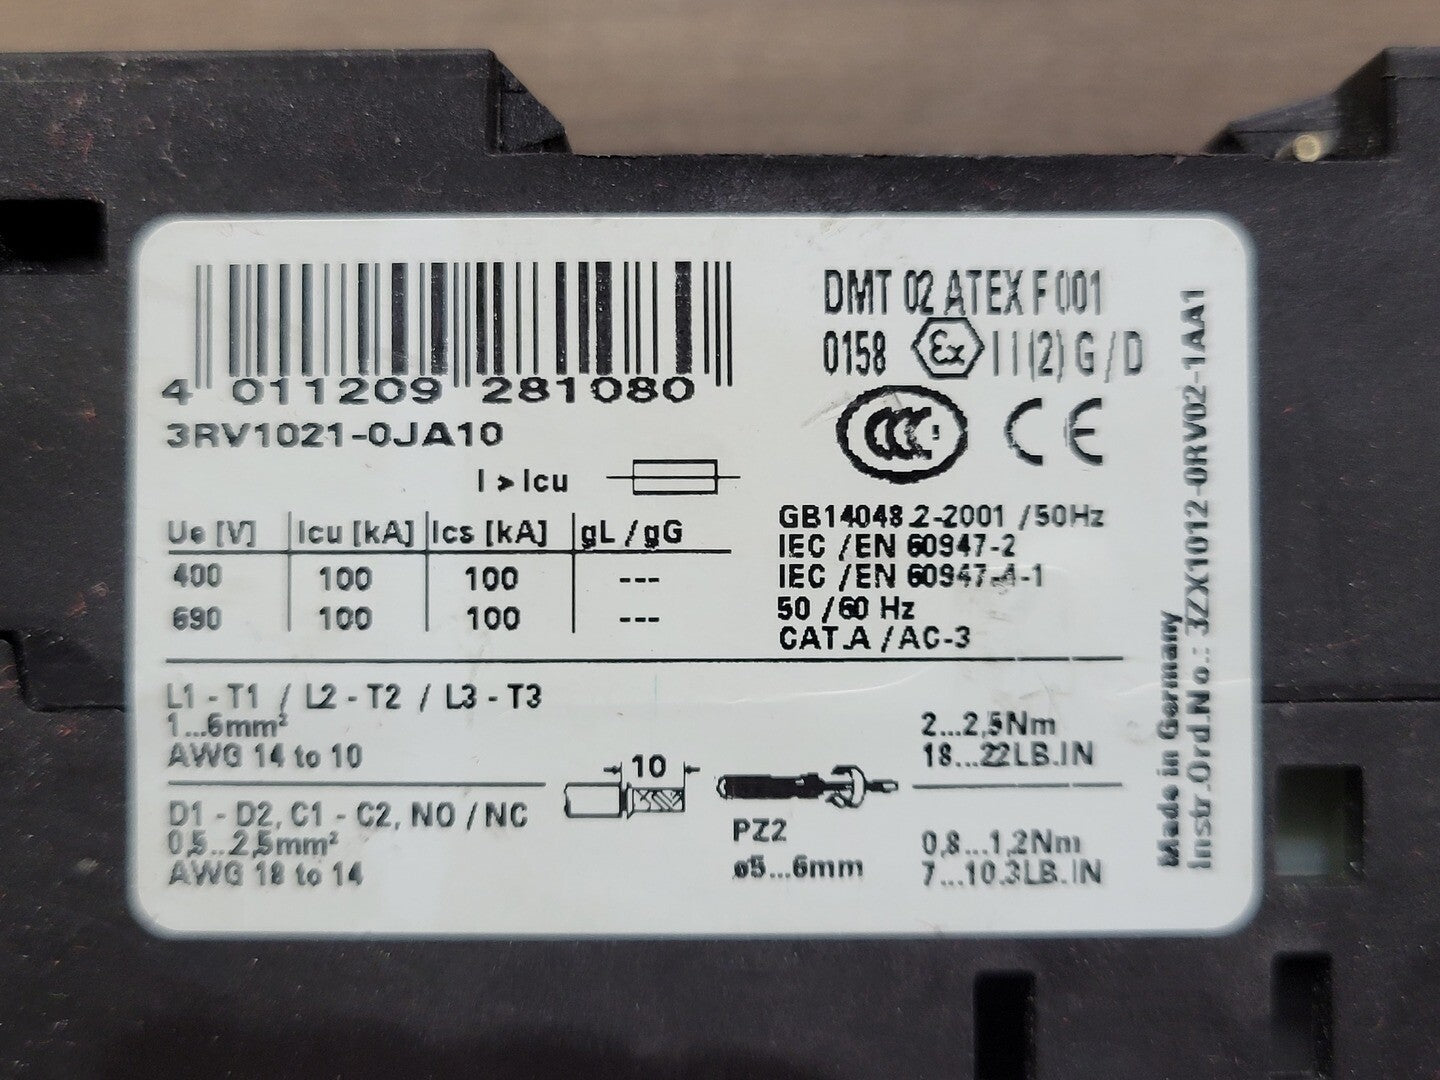 4 011209 281080
3RV1021-0JA10
I > Icu
Ue [V] Icu [kA] Ics [kA] gL / gG
400 100 100 ---
690 100 100 ---
DMT 02 ATEX F 001
0158 Ex II (2) G / D
CCC CE
GB14048.2-2001 / 50Hz
IEC / EN 60947-2
IEC / EN 60947-4-1
50 / 60 Hz
CAT.A / AC-3
L1 - T1 / L2 - T2 / L3 - T3
1...6mm²
AWG 14 to 10
2...2,5Nm
18...22LB.IN
D1 - D2, C1 - C2, NO / NC
0,5...2,5mm²
AWG 18 to 14
10
PZ2
ø5...6mm
0,8...1,2Nm
7...10.3LB.IN
Made in Germany
Instr.Ord.No.: 3ZX1012-0RV02-1AA1